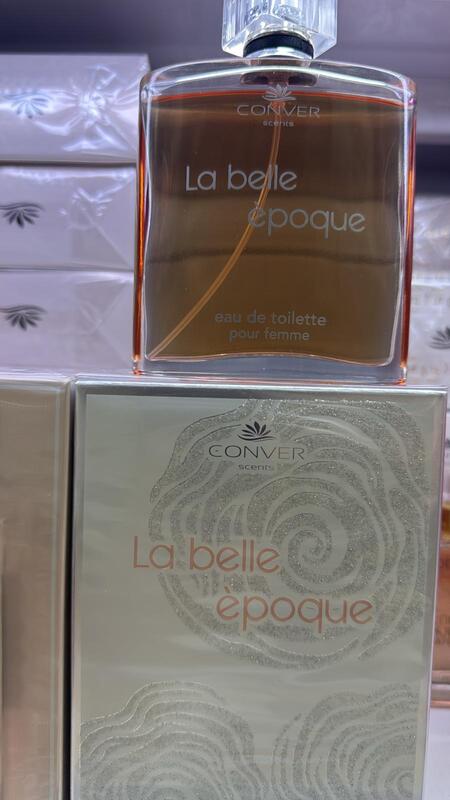 CONVER
scents
La belle
èpoque
eau de toilette
pour femme
CONVER
scents
La belle
èpoque